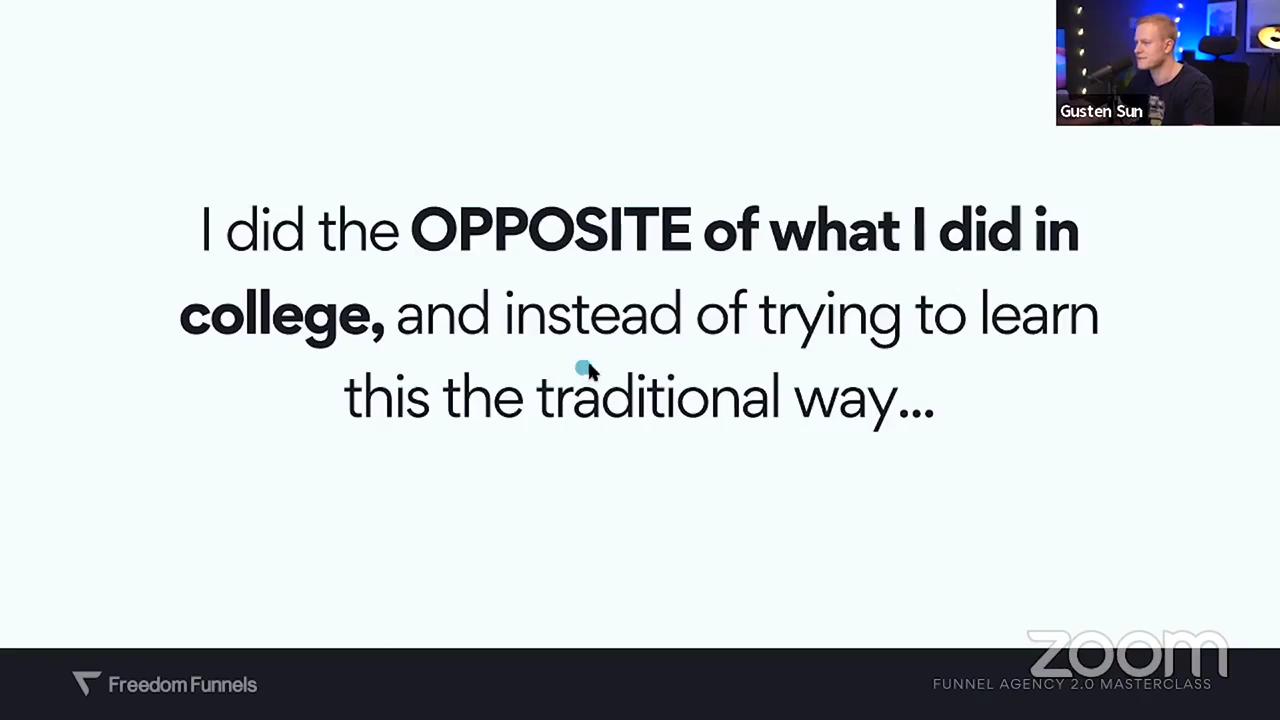 Gusten Sun
I did the OPPOSITE of what I did in
college, and instead of trying to learn
this the traditional way...
zoom
Freedom Funnels
FUNNEL AGENCY 2.0 MASTERCLASS